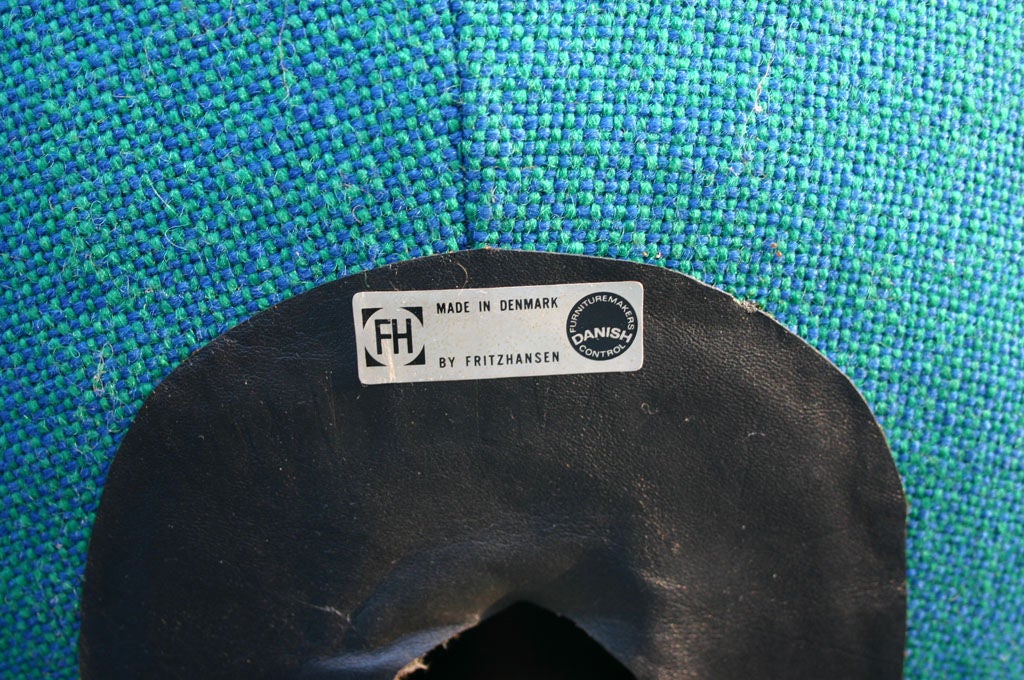 FH
MADE IN DENMARK
BY FRITZHANSEN
FURNITUREMAKERS
DANISH
CONTROL